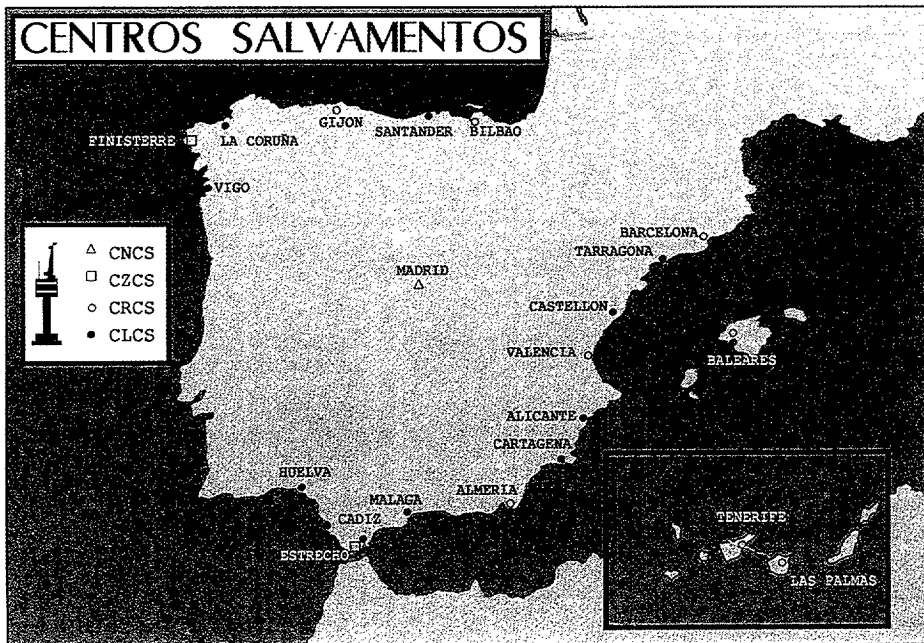 CENTROS SALVAMENTOS
GIJON
SANTANDER
BILBAO
FINISTERRE
LA CORUÑA
VIGO
CNCS
CZCS
CRCS
CLCS
BARCELONA
TARRAGONA
MADRID
CASTELLON
VALENCIA
BALEARES
ALICANTE
CARTAGENA
HUELVA
MALAGA
ALMERIA
CADIZ
ESTRECHO
TENERIFE
LAS PALMAS